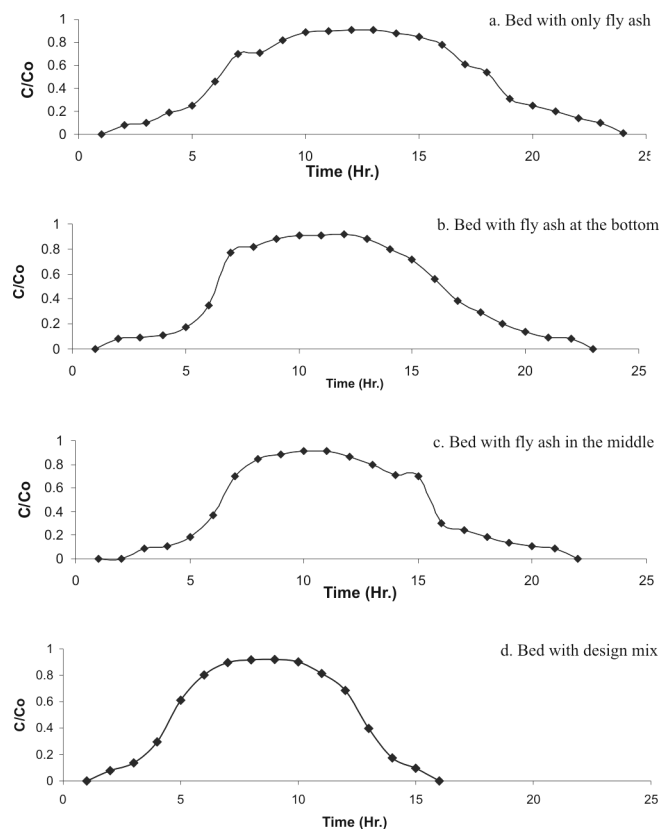 a. Bed with only fly ash
C/Co
1
0.8
0.6
0.4
0.2
0
0 5 10 15 20 25
Time (Hr.)
b. Bed with fly ash at the bottom
C/Co
1
0.8
0.6
0.4
0.2
0
0 5 10 15 20 25
Time (Hr.)
c. Bed with fly ash in the middle
C/Co
1
0.8
0.6
0.4
0.2
0
0 5 10 15 20 25
Time (Hr.)
d. Bed with design mix
C/Co
1
0.8
0.6
0.4
0.2
0
0 5 10 15 20 25
Time (Hr.)